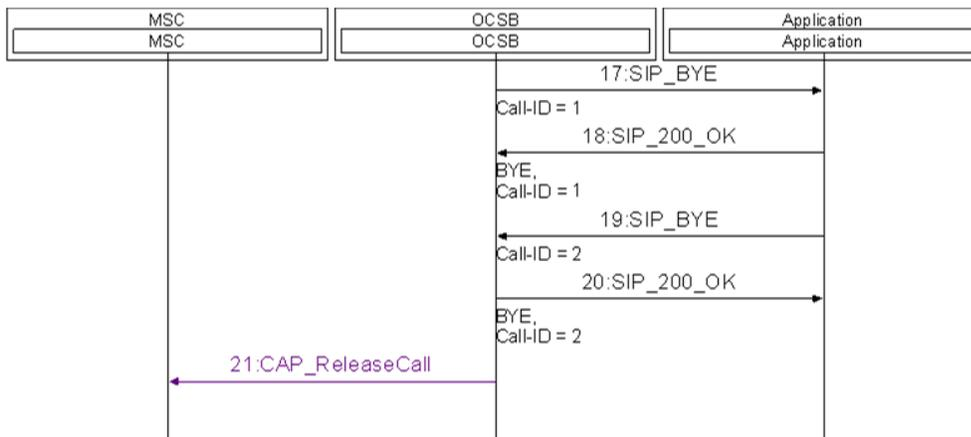 MSC OCSB Application
MSC OCSB Application
17:SIP_BYE
Call-ID = 1
18:SIP_200_OK
BYE,
Call-ID = 1
19:SIP_BYE
Call-ID = 2
20:SIP_200_OK
BYE,
Call-ID = 2
21:CAP_ReleaseCall